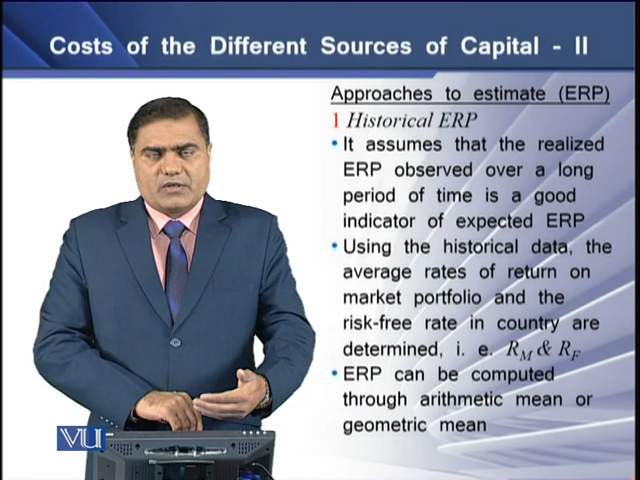 Costs of the Different Sources of Capital - II
Approaches to estimate (ERP)
1 Historical ERP
• It assumes that the realized
ERP observed over a long
period of time is a good
indicator of expected ERP
• Using the historical data, the
average rates of return on
market portfolio and the
risk-free rate in country are
determined, i. e. R_M & R_F
• ERP can be computed
through arithmetic mean or
geometric mean
VU